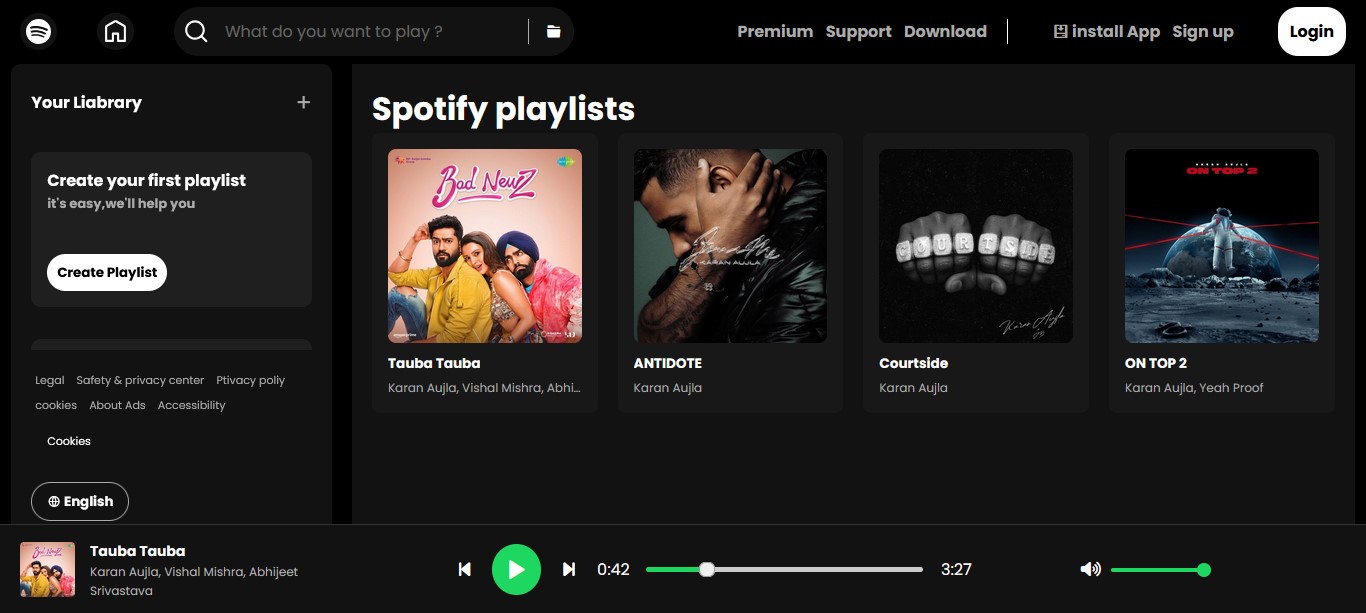 What do you want to play ?
Premium Support Download install App Sign up Login
Your Liabrary
Create your first playlist
it's easy,we'll help you
Create Playlist
Legal Safety & privacy center Ptivacy poliy
cookies About Ads Accessibility
Cookies
English
Spotify playlists
Bad Newz
Tauba Tauba
Karan Aujla, Vishal Mishra, Abhi...
KARAN AUJLA
ANTIDOTE
Karan Aujla
COURTSIDE
Karan Aujla
Courtside
Karan Aujla
KARAN AUJLA
ON TOP 2
ON TOP 2
Karan Aujla, Yeah Proof
Bad Newz
Tauba Tauba
Karan Aujla, Vishal Mishra, Abhijeet
Srivastava
0:42
3:27